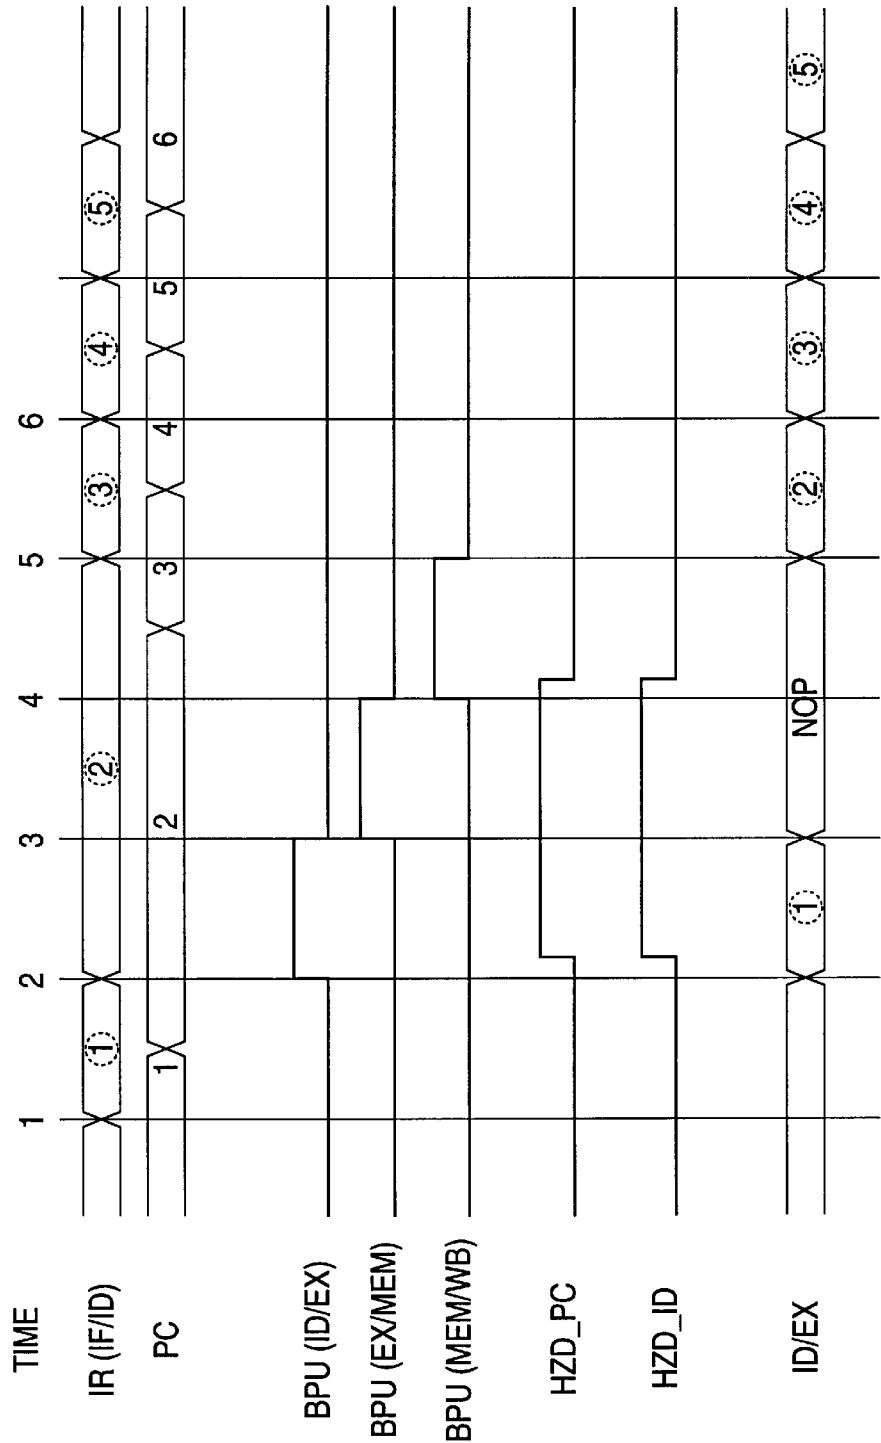 TIME 1 2 3 4 5 6
IR (IF/ID) 1 2 3 4 5
PC 1 2 3 4 5 6
BPU (ID/EX)
BPU (EX/MEM)
BPU (MEM/WB)
HZD_PC
HZD_ID
ID/EX 1 NOP 2 3 4 5